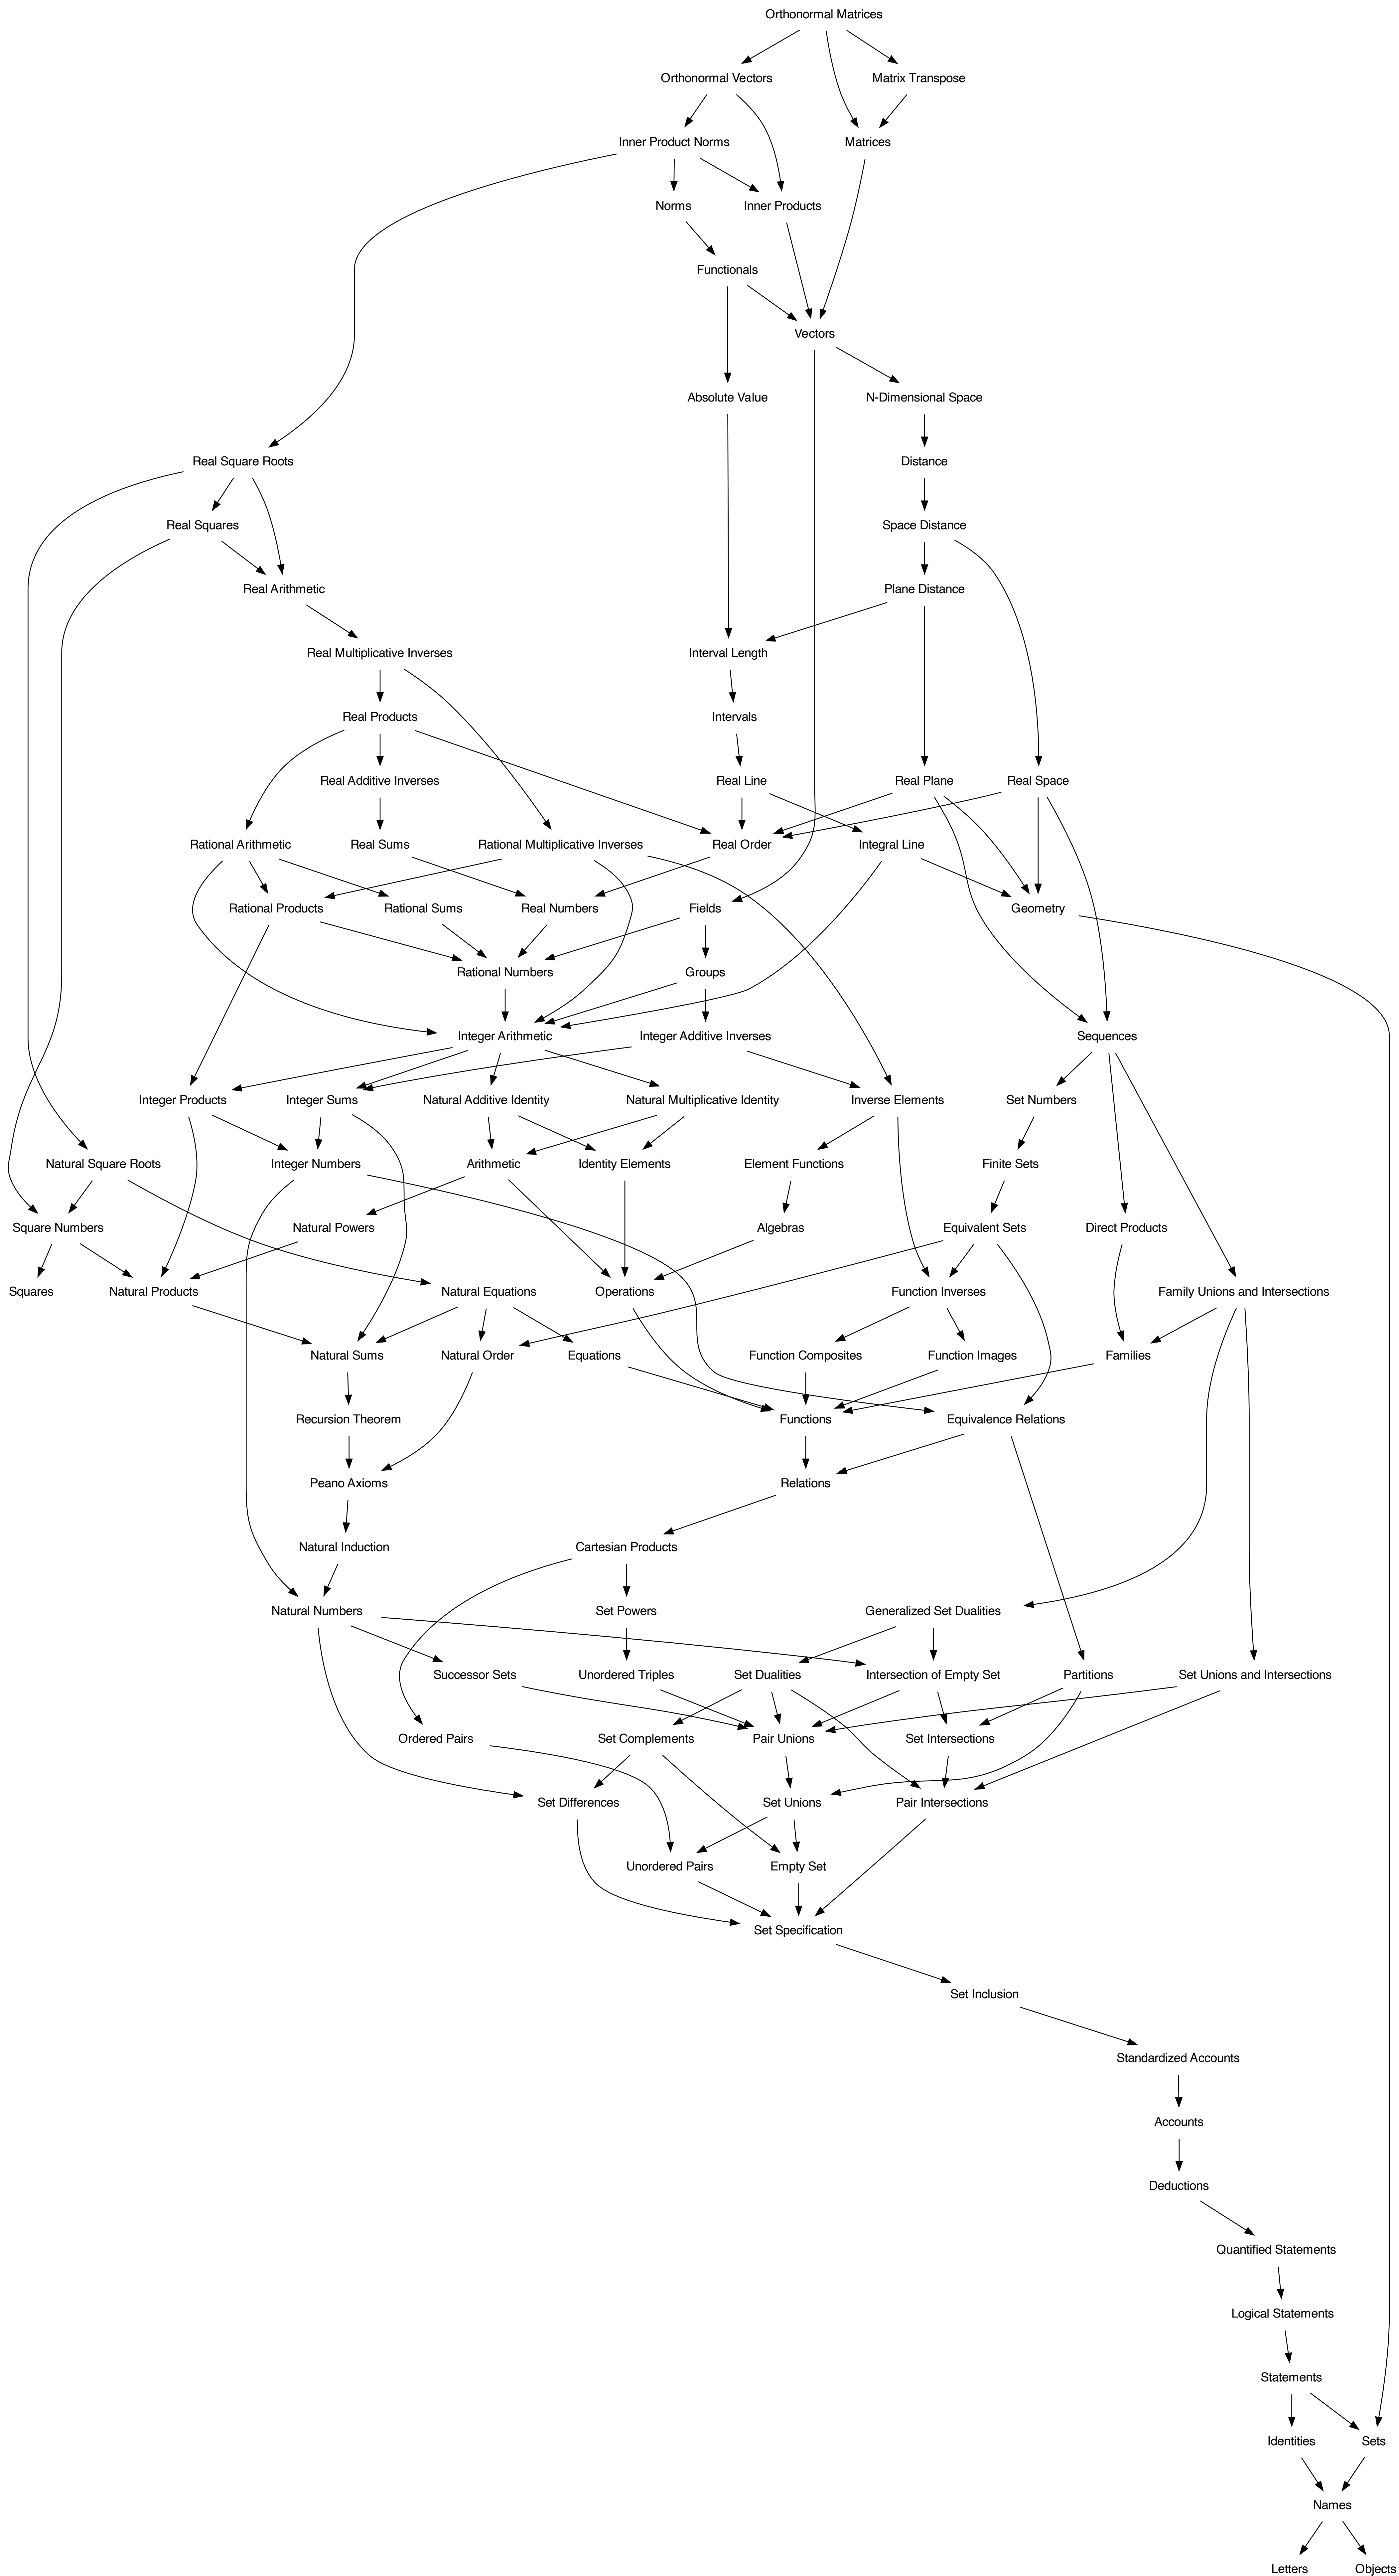 Orthonormal Matrices
Orthonormal Vectors
Matrix Transpose
Inner Product Norms
Matrices
Norms
Inner Products
Functionals
Vectors
Absolute Value
N-Dimensional Space
Real Square Roots
Distance
Real Squares
Space Distance
Real Arithmetic
Plane Distance
Real Multiplicative Inverses
Interval Length
Real Products
Intervals
Real Additive Inverses
Real Line
Real Plane
Real Space
Rational Arithmetic
Real Sums
Rational Multiplicative Inverses
Real Order
Integral Line
Rational Products
Rational Sums
Real Numbers
Fields
Geometry
Rational Numbers
Groups
Integer Arithmetic
Integer Additive Inverses
Sequences
Integer Products
Integer Sums
Natural Additive Identity
Natural Multiplicative Identity
Inverse Elements
Set Numbers
Natural Square Roots
Integer Numbers
Arithmetic
Identity Elements
Element Functions
Finite Sets
Square Numbers
Natural Powers
Algebras
Equivalent Sets
Direct Products
Squares
Natural Products
Natural Equations
Operations
Function Inverses
Family Unions and Intersections
Natural Sums
Natural Order
Equations
Function Composites
Function Images
Families
Recursion Theorem
Functions
Equivalence Relations
Peano Axioms
Relations
Natural Induction
Cartesian Products
Natural Numbers
Set Powers
Generalized Set Dualities
Successor Sets
Unordered Triples
Set Dualities
Intersection of Empty Set
Partitions
Set Unions and Intersections
Ordered Pairs
Set Complements
Pair Unions
Set Intersections
Set Differences
Set Unions
Pair Intersections
Unordered Pairs
Empty Set
Set Specification
Set Inclusion
Standardized Accounts
Accounts
Deductions
Quantified Statements
Logical Statements
Statements
Identities
Sets
Names
Letters
Objects